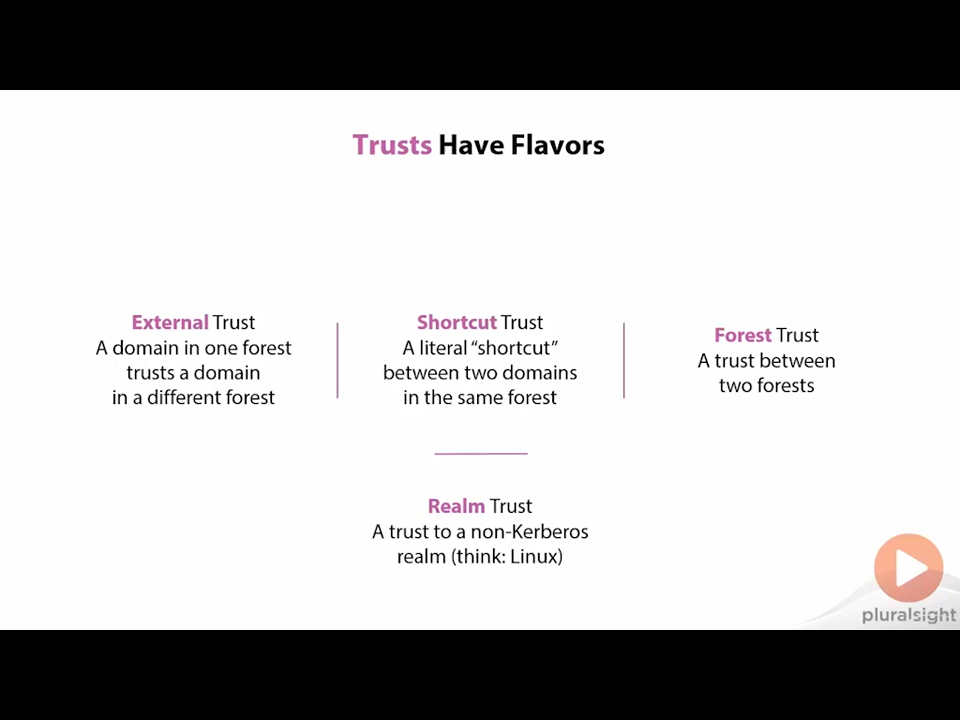 Trusts Have Flavors
External Trust
A domain in one forest
trusts a domain
in a different forest
Shortcut Trust
A literal “shortcut”
between two domains
in the same forest
Forest Trust
A trust between
two forests
Realm Trust
A trust to a non-Kerberos
realm (think: Linux)
pluralsight